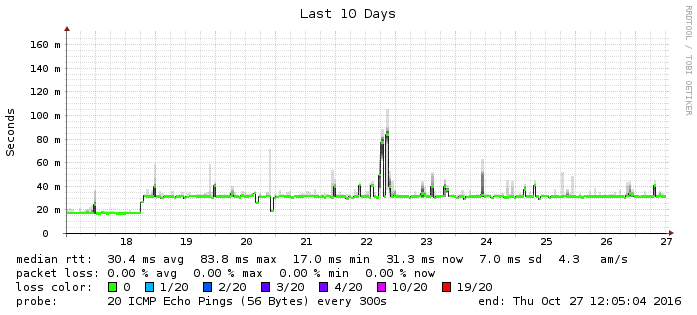 Last 10 Days
RRDTOOL / TOBI OETIKER
Seconds
160 m
140 m
120 m
100 m
80 m
60 m
40 m
20 m
0
18 19 20 21 22 23 24 25 26 27
median rtt: 30.4 ms avg 83.8 ms max 17.0 ms min 31.3 ms now 7.0 ms sd 4.3 am/s
packet loss: 0.00 % avg 0.00 % max 0.00 % min 0.00 % now
loss color: 0 1/20 2/20 3/20 4/20 10/20 19/20
probe: 20 ICMP Echo Pings (56 Bytes) every 300s end: Thu Oct 27 12:05:04 2016